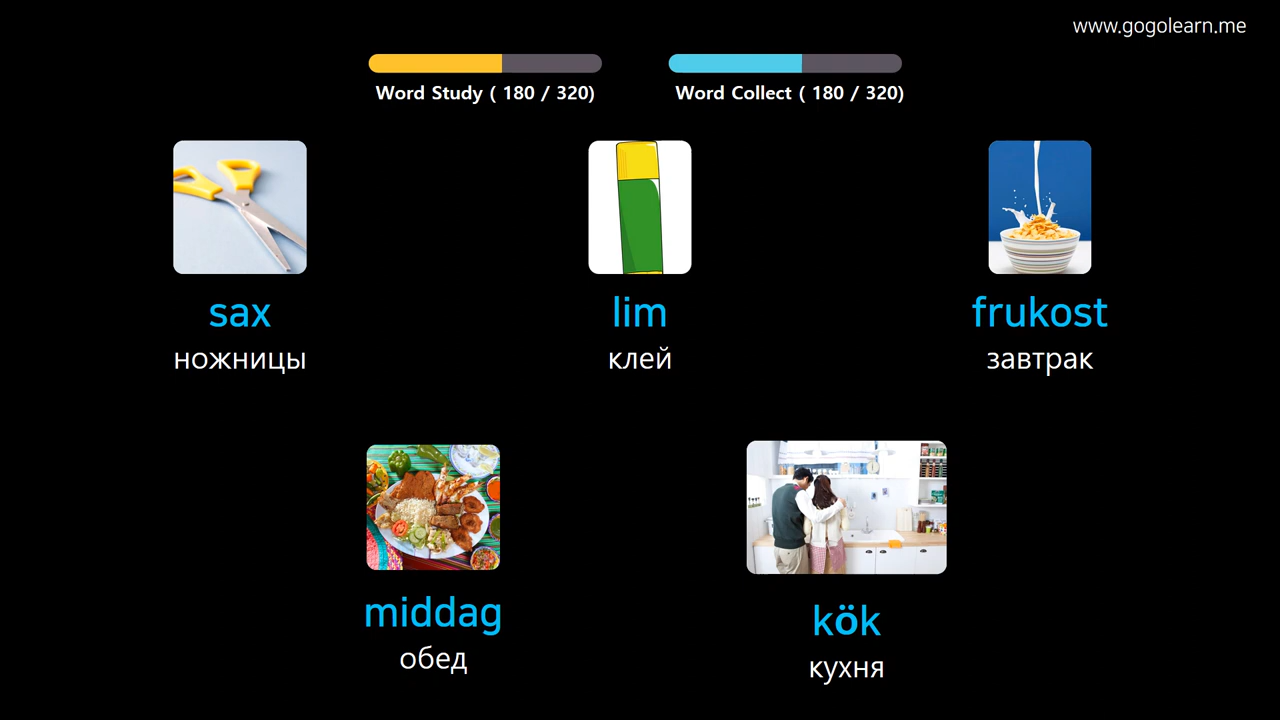 www.gogolearn.me
Word Study ( 180 / 320)
Word Collect ( 180 / 320)
sax
ножницы
lim
клей
frukost
завтрак
middag
обед
kök
кухня